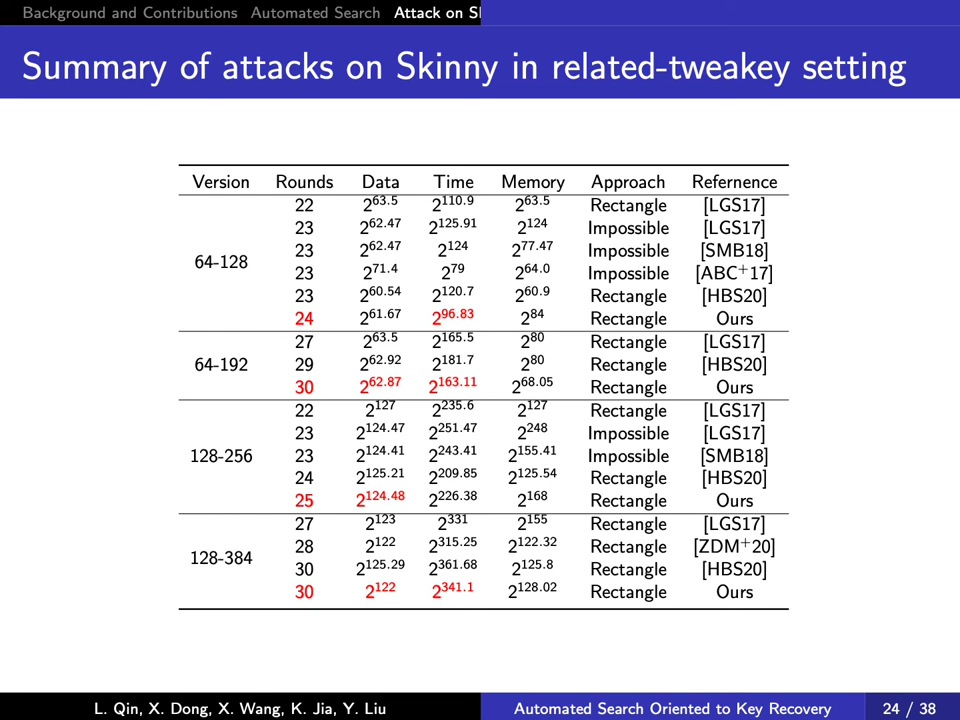 Background and Contributions Automated Search Attack on Sk
Summary of attacks on Skinny in related-tweakey setting
Version Rounds Data Time Memory Approach Refernence
22 2^63.5 2^110.9 2^63.5 Rectangle [LGS17]
23 2^62.47 2^125.91 2^124 Impossible [LGS17]
23 2^62.47 2^124 2^77.47 Impossible [SMB18]
64-128
23 2^71.4 2^79 2^64.0 Impossible [ABC+17]
23 2^60.54 2^120.7 2^60.9 Rectangle [HBS20]
24 2^61.67 2^96.83 2^84 Rectangle Ours
27 2^63.5 2^165.5 2^80 Rectangle [LGS17]
64-192 29 2^62.92 2^181.7 2^80 Rectangle [HBS20]
30 2^62.87 2^163.11 2^68.05 Rectangle Ours
22 2^127 2^235.6 2^127 Rectangle [LGS17]
23 2^124.47 2^251.47 2^248 Impossible [LGS17]
128-256 23 2^124.41 2^243.41 2^155.41 Impossible [SMB18]
24 2^125.21 2^209.85 2^125.54 Rectangle [HBS20]
25 2^124.48 2^226.38 2^168 Rectangle Ours
27 2^123 2^331 2^155 Rectangle [LGS17]
28 2^122 2^315.25 2^122.32 Rectangle [ZDM+20]
128-384
30 2^125.29 2^361.68 2^125.8 Rectangle [HBS20]
30 2^122 2^341.1 2^128.02 Rectangle Ours
L. Qin, X. Dong, X. Wang, K. Jia, Y. Liu Automated Search Oriented to Key Recovery 24 / 38